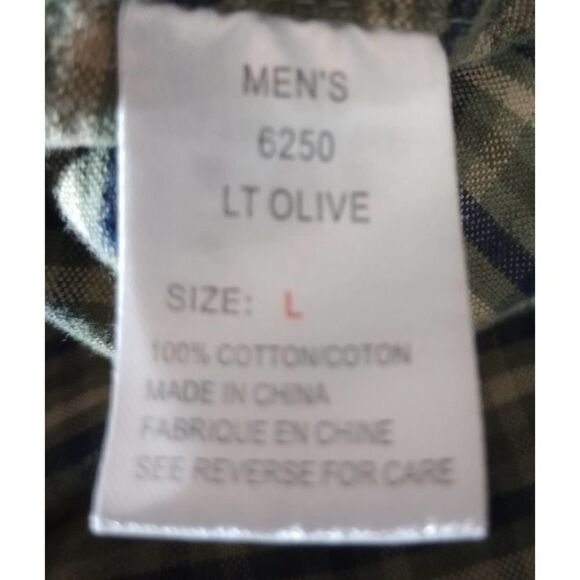 MEN'S
6250
LT OLIVE
SIZE: L
100% COTTON/COTON
MADE IN CHINA
FABRIQUE EN CHINE
SEE REVERSE FOR CARE